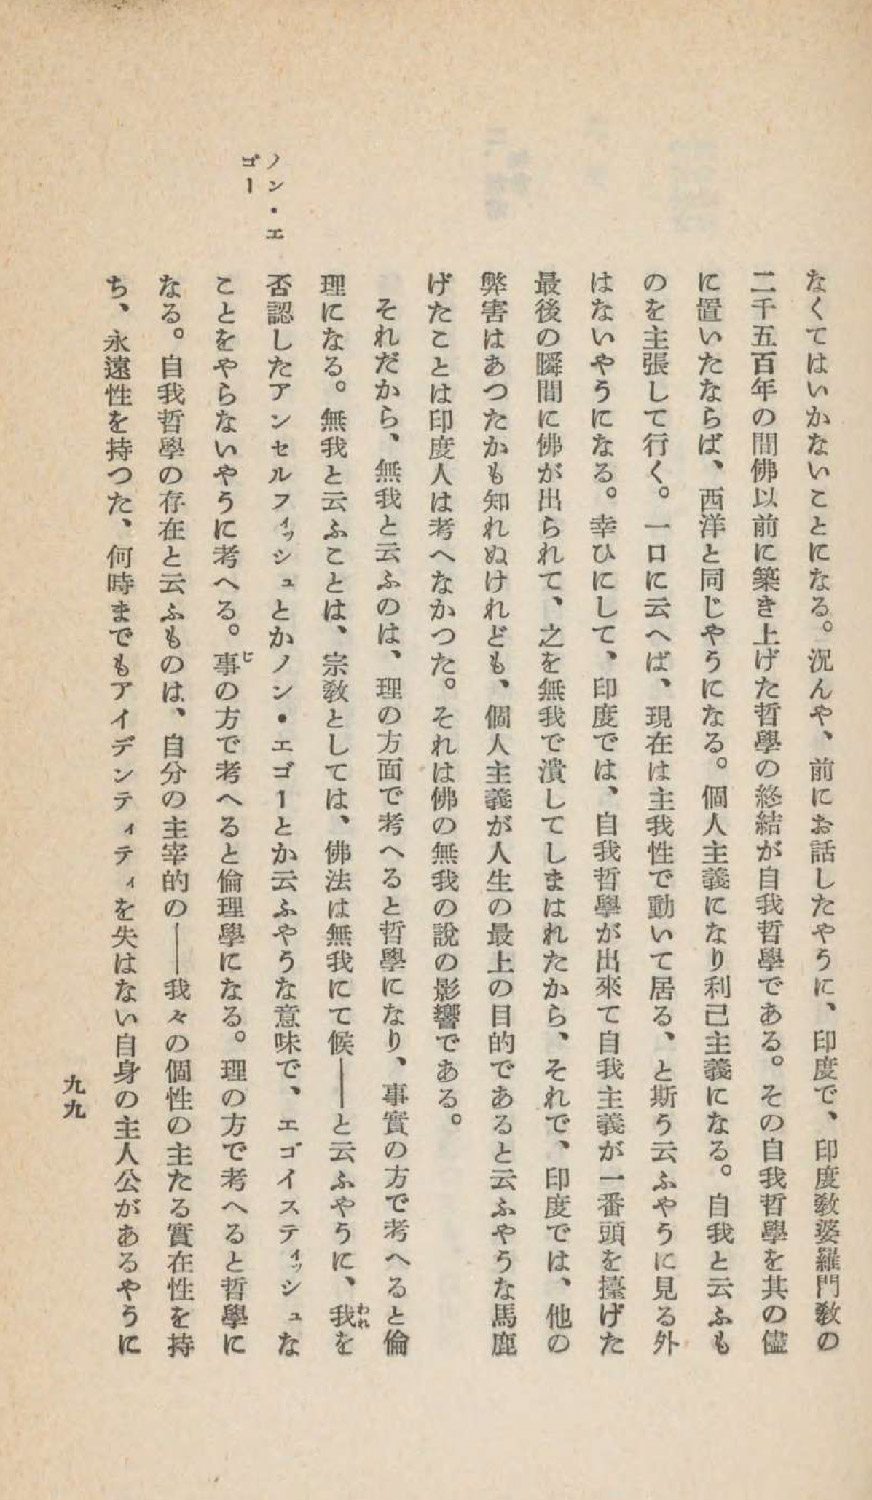 なくてはいかないことになる。況んや、前にお話したやうに、印度で、印度教婆羅門教の
二千五百年の間佛以前に築き上げた哲學の終結が自我哲學である。その自我哲學を其の儘
に置いたならば、西洋と同じやうになる。個人主義になり利己主義になる。自我と云ふも
のを主張して行く。一口に云へば、現在は主我性で動いて居る、と斯う云ふやうに見る外
はないやうになる。幸ひにして、印度では、自我哲學が出來て自我主義が一番頭を擡げた
最後の瞬間に佛が出られて、之を無我で潰してしまはれたから、それで、印度では、他の
弊害はあつたかも知れぬけれども、個人主義が人生の最上の目的であると云ふやうな馬鹿
げたことは印度人は考へなかつた。それは佛の無我の說の影響である。
それだから、無我と云ふのは、理の方面で考へると哲學になり、事實の方で考へると倫
理になる。無我と云ふことは、宗教としては、佛法は無我にて候――と云ふやうに、我われを
ノン・エ
ゴー
否認したアンセルフィッシュとかノン・エゴーとか云ふやうな意味で、エゴイスティッシュな
ことをやらないやうに考へる。事じの方で考へると倫理學になる。理の方で考へると哲學に
なる。自我哲學の存在と云ふものは、自分の主宰的の――我々の個性の主たる實在性を持
ち、永遠性を持つた、何時までもアイデンティティを失はない自身の主人公があるやうに
九九